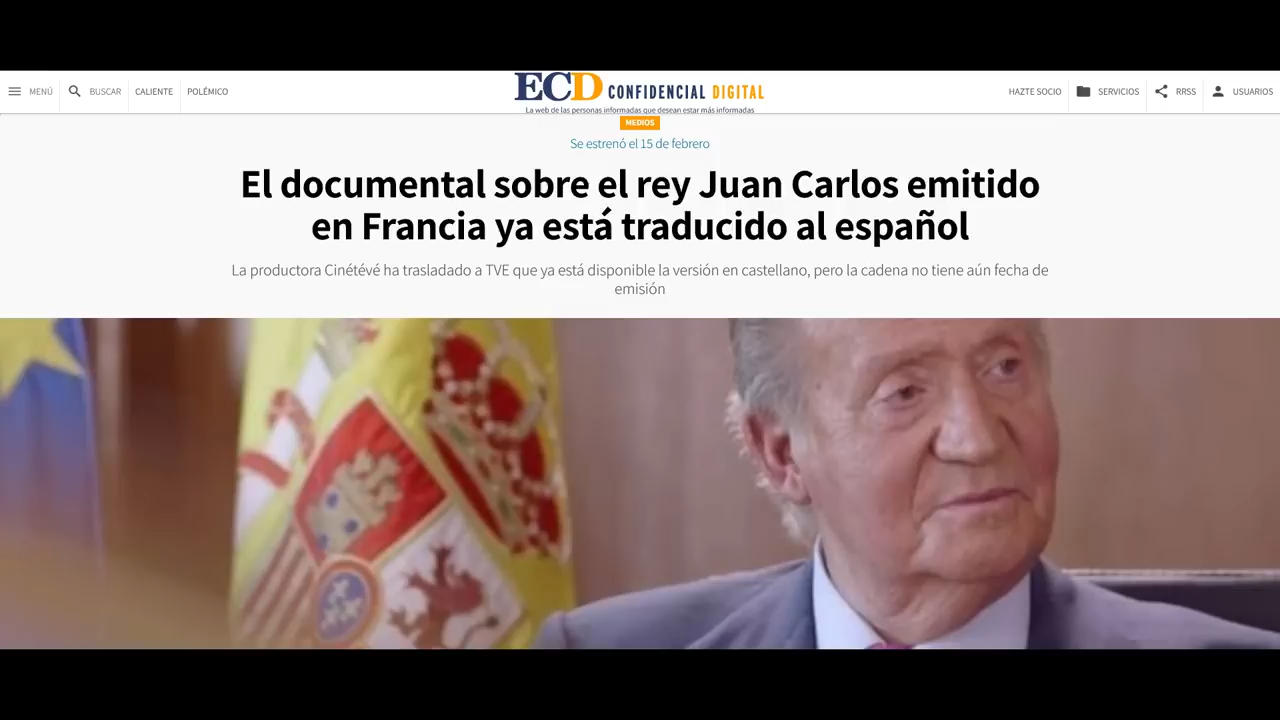 MENÚ BUSCAR CALIENTE POLÉMICO ECD CONFIDENCIAL DIGITAL HAZTE SOCIO SERVICIOS RRSS USUARIOS
La web de las personas informadas que desean estar más informadas
MEDIOS
Se estrenó el 15 de febrero
El documental sobre el rey Juan Carlos emitido
en Francia ya está traducido al español
La productora Cinétévé ha trasladado a TVE que ya está disponible la versión en castellano, pero la cadena no tiene aún fecha de
emisión